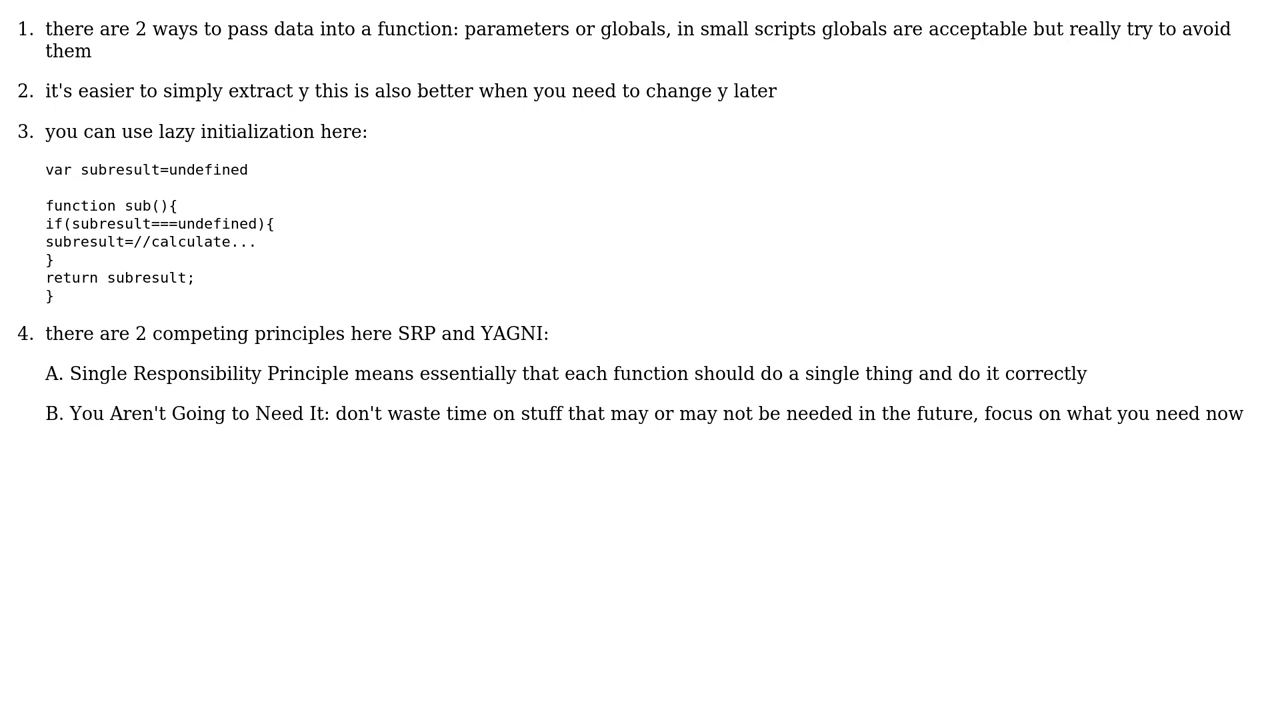 1. there are 2 ways to pass data into a function: parameters or globals, in small scripts globals are acceptable but really try to avoid
them
2. it's easier to simply extract y this is also better when you need to change y later
3. you can use lazy initialization here:
var subresult=undefined
function sub(){
if(subresult===undefined){
subresult=//calculate...
}
return subresult;
}
4. there are 2 competing principles here SRP and YAGNI:
A. Single Responsibility Principle means essentially that each function should do a single thing and do it correctly
B. You Aren't Going to Need It: don't waste time on stuff that may or may not be needed in the future, focus on what you need now